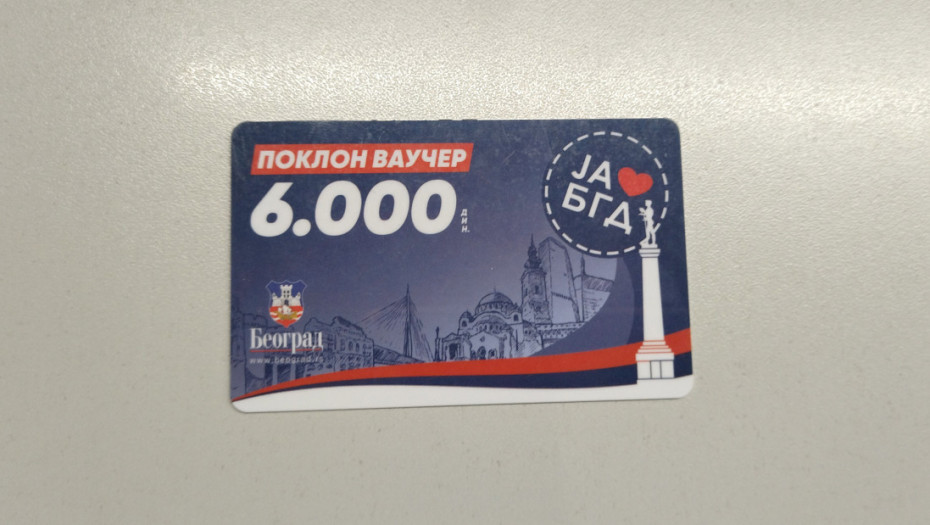 ПОКЛОН ВАУЧЕР
6.000 ДИН.
ЈА
БГД
Београд
www.beograd.rs